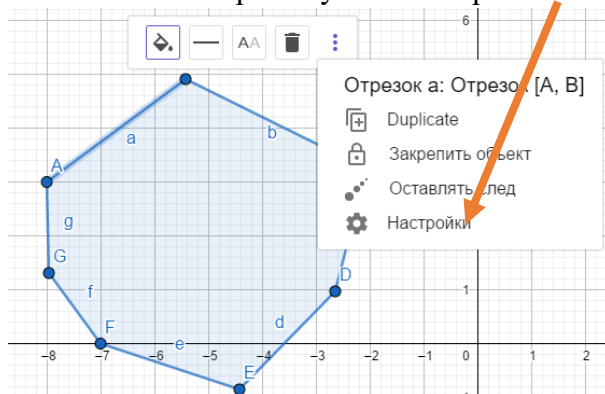 6
AA
Отрезок a: Отрезок [A, B]
a
b
Duplicate
A
Закрепить объект
Оставлять след
g
Настройки
G
D
f
1
F
d
e
−8 −7 −6 −5 −4 −3 −2 −1 0 1 2
E